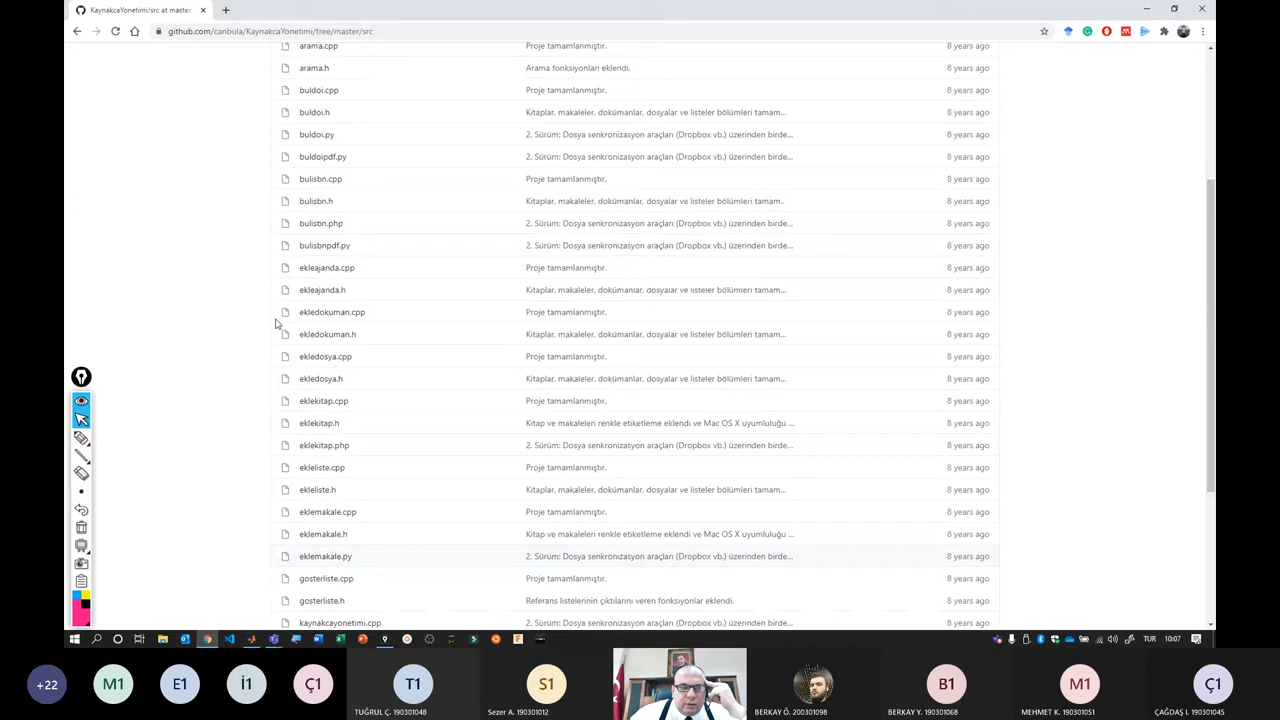 KaynakcaYonetimi/src at master
github.com/canbula/KaynakcaYonetimi/tree/master/src
arama.cpp Proje tamamlanmıştır. 8 years ago
arama.h Arama fonksiyonları eklendi. 8 years ago
buldoi.cpp Proje tamamlanmıştır. 8 years ago
buldoi.h Kitaplar, makaleler, dokümanlar, dosyalar ve listeler bölümleri tamam... 8 years ago
buldoi.py 2. Sürüm: Dosya senkronizasyon araçları (Dropbox vb.) üzerinden birde... 8 years ago
buldoipdf.py 2. Sürüm: Dosya senkronizasyon araçları (Dropbox vb.) üzerinden birde... 8 years ago
bulisbn.cpp Proje tamamlanmıştır. 8 years ago
bulisbn.h Kitaplar, makaleler, dokümanlar, dosyalar ve listeler bölümleri tamam... 8 years ago
bulisbn.php 2. Sürüm: Dosya senkronizasyon araçları (Dropbox vb.) üzerinden birde... 8 years ago
bulisbnpdf.py 2. Sürüm: Dosya senkronizasyon araçları (Dropbox vb.) üzerinden birde... 8 years ago
ekleajanda.cpp Proje tamamlanmıştır. 8 years ago
ekleajanda.h Kitaplar, makaleler, dokümanlar, dosyalar ve listeler bölümleri tamam... 8 years ago
ekledokuman.cpp Proje tamamlanmıştır. 8 years ago
ekledokuman.h Kitaplar, makaleler, dokümanlar, dosyalar ve listeler bölümleri tamam... 8 years ago
ekledosya.cpp Proje tamamlanmıştır. 8 years ago
ekledosya.h Kitaplar, makaleler, dokümanlar, dosyalar ve listeler bölümleri tamam... 8 years ago
eklekitap.cpp Proje tamamlanmıştır. 8 years ago
eklekitap.h Kitap ve makaleleri renkle etiketleme eklendi ve Mac OS X uyumluluğu ... 8 years ago
eklekitap.php 2. Sürüm: Dosya senkronizasyon araçları (Dropbox vb.) üzerinden birde... 8 years ago
ekleliste.cpp Proje tamamlanmıştır. 8 years ago
ekleliste.h Kitaplar, makaleler, dokümanlar, dosyalar ve listeler bölümleri tamam... 8 years ago
eklemakale.cpp Proje tamamlanmıştır. 8 years ago
eklemakale.h Kitap ve makaleleri renkle etiketleme eklendi ve Mac OS X uyumluluğu ... 8 years ago
eklemakale.py 2. Sürüm: Dosya senkronizasyon araçları (Dropbox vb.) üzerinden birde... 8 years ago
gosterliste.cpp Proje tamamlanmıştır. 8 years ago
gosterliste.h Referans listelerinin çıktılarını veren fonksiyonlar eklendi. 8 years ago
kaynakcayonetimi.cpp 2. Sürüm: Dosya senkronizasyon araçları (Dropbox vb.) üzerinden birde... 8 years ago
TUR 10:07
+22 M1 E1 İ1 Ç1 T1 S1 B1 M1 Ç1
TUĞRUL Ç. 190301048 Sezer A. 190301012 BERKAY Ö. 200301098 BERKAY Y. 190301068 MEHMET K. 190301051 ÇAĞDAŞ I. 190301045